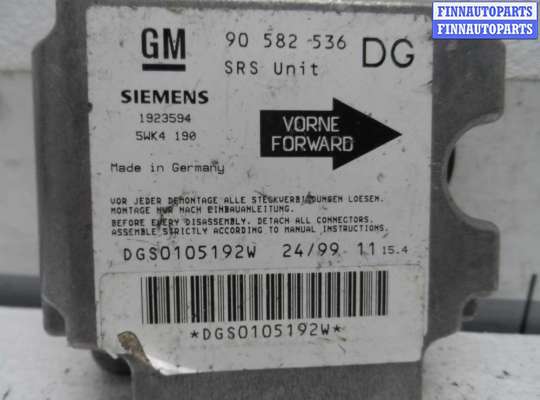 FINNAUTOPARTS
FINNAUTOPARTS
GM 90 582 536 DG
SRS Unit
SIEMENS
1923594
5WK4 190
VORNE
FORWARD
Made in Germany
VOR JEDER DEMONTAGE ALLE STECKVERBINDUNGEN LOESEN.
MONTAGE NUR NACH EINBAUANLEITUNG.
BEFORE EVERY DISASSEMBLY. DETACH ALL CONNECTORS.
ASSEMBLE STRICTLY ACCORDING TO MANUAL INSTRUCTIONS.
DGS0105192W 24/99 11 15.4
*DGS0105192W*